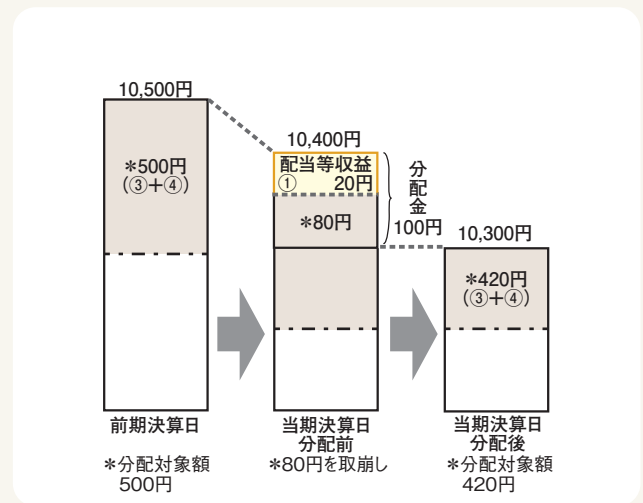 10,500円
＊500円
（③＋④）
前期決算日
＊分配対象額
500円
10,400円
配当等収益
① 20円
＊80円
分配金
100円
当期決算日
分配前
＊80円を取崩し
10,300円
＊420円
（③＋④）
当期決算日
分配後
＊分配対象額
420円